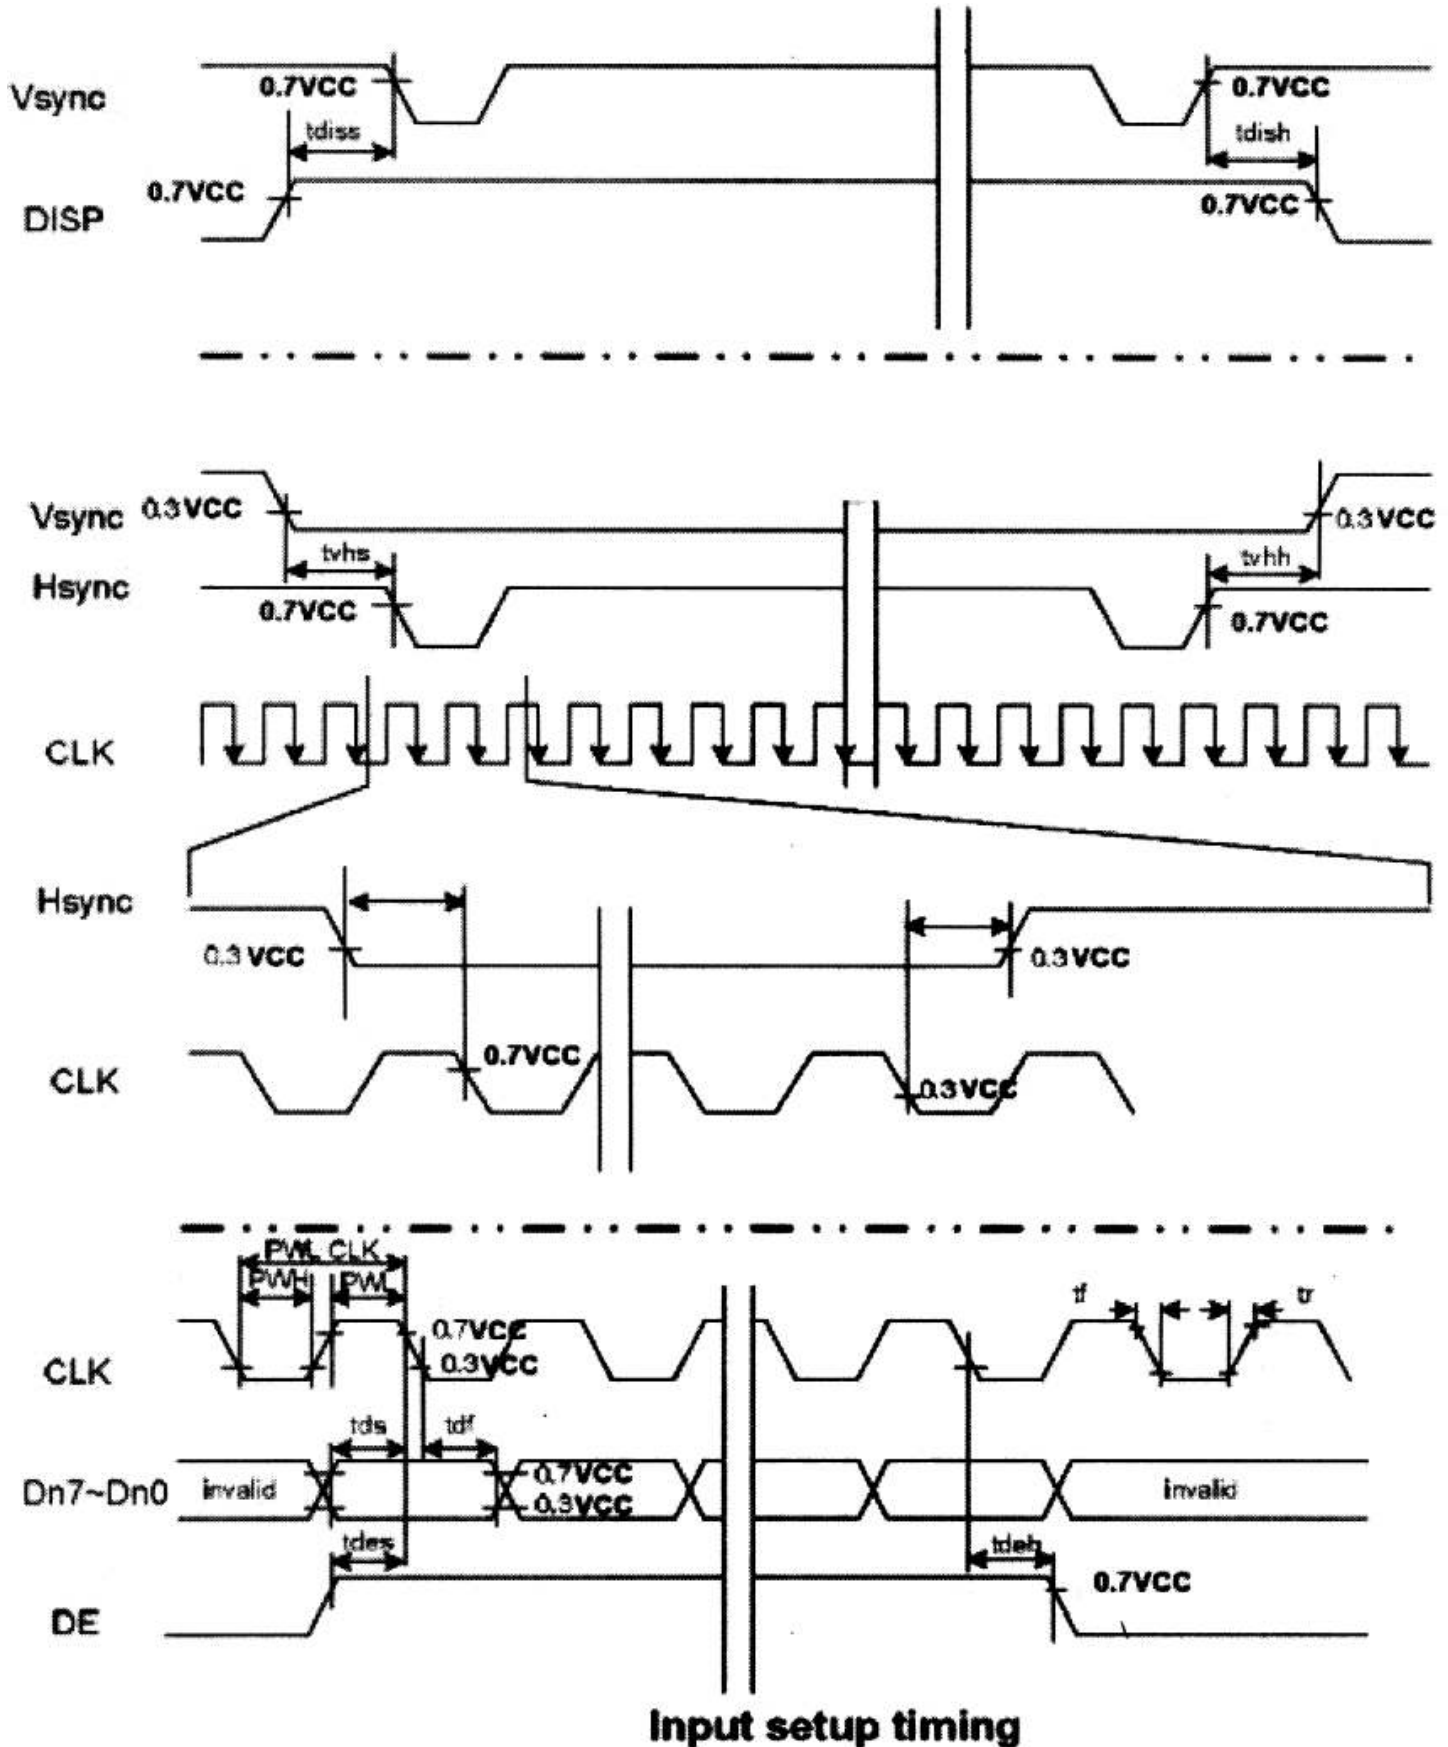 0.7VCC
0.7VCC
Vsync
tdiss
tdish
0.7VCC
0.7VCC
DISP
Vsync
0.3VCC
0.3VCC
tvhs
tvhh
Hsync
0.7VCC
0.7VCC
CLK
Hsync
0.3VCC
0.3VCC
0.7VCC
CLK
0.3VCC
PWL CLK
PWH
PWL
tf
tr
0.7VCC
CLK
0.3VCC
tds
tdf
0.7VCC
Dn7~Dn0
invalid
invalid
0.3VCC
tdes
tdeh
0.7VCC
DE
Input setup timing